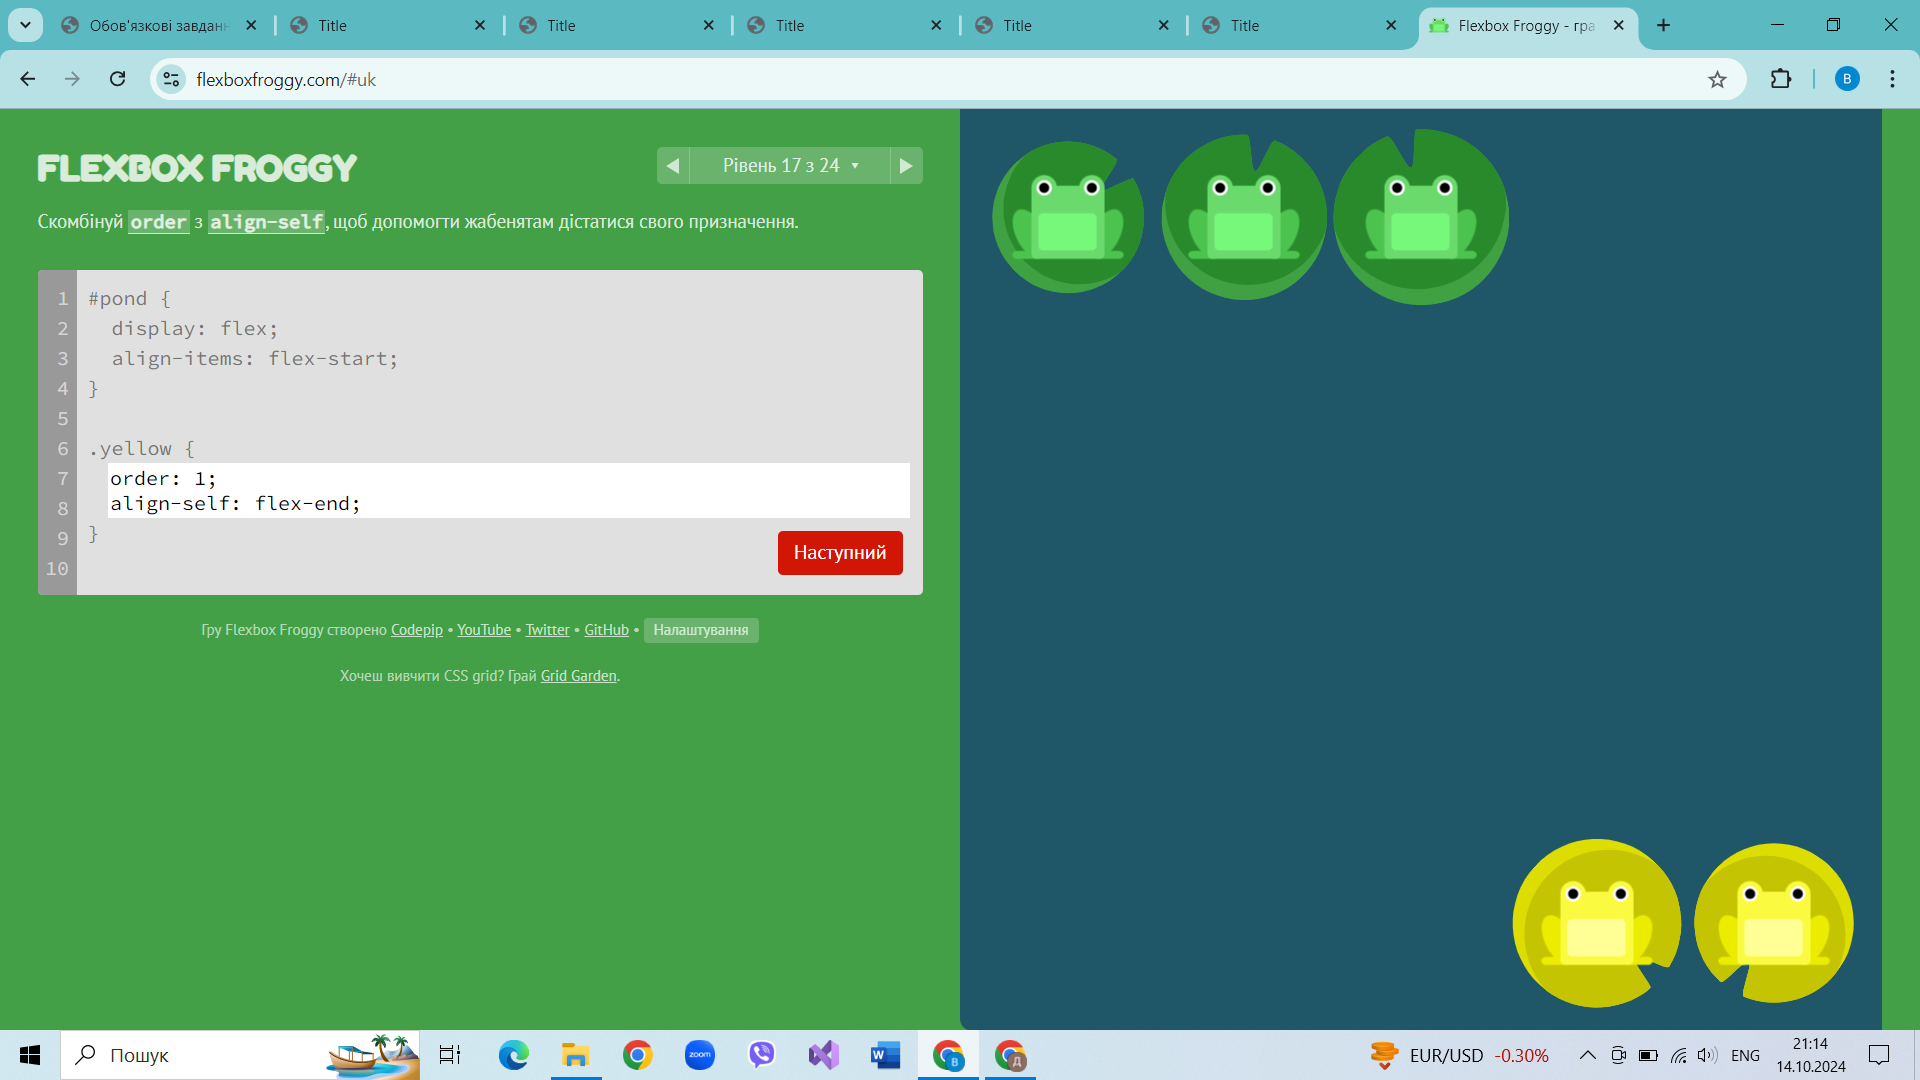 Обов'язкові завдан
Title
Title
Title
Title
Title
Flexbox Froggy - гра
flexboxfroggy.com/#uk
B
FLEXBOX FROGGY
Рівень 17 з 24
Скомбінуй order з align-self, щоб допомогти жабенятам дістатися свого призначення.
1 #pond {
2 display: flex;
3 align-items: flex-start;
4 }
5
6 .yellow {
7 order: 1;
8 align-self: flex-end;
9 }
10
Наступний
Гру Flexbox Froggy створено Codepip • YouTube • Twitter • GitHub • Налаштування
Хочеш вивчити CSS grid? Грай Grid Garden.
Пошук
zoom
W
B
Д
EUR/USD -0.30%
ENG
21:14
14.10.2024